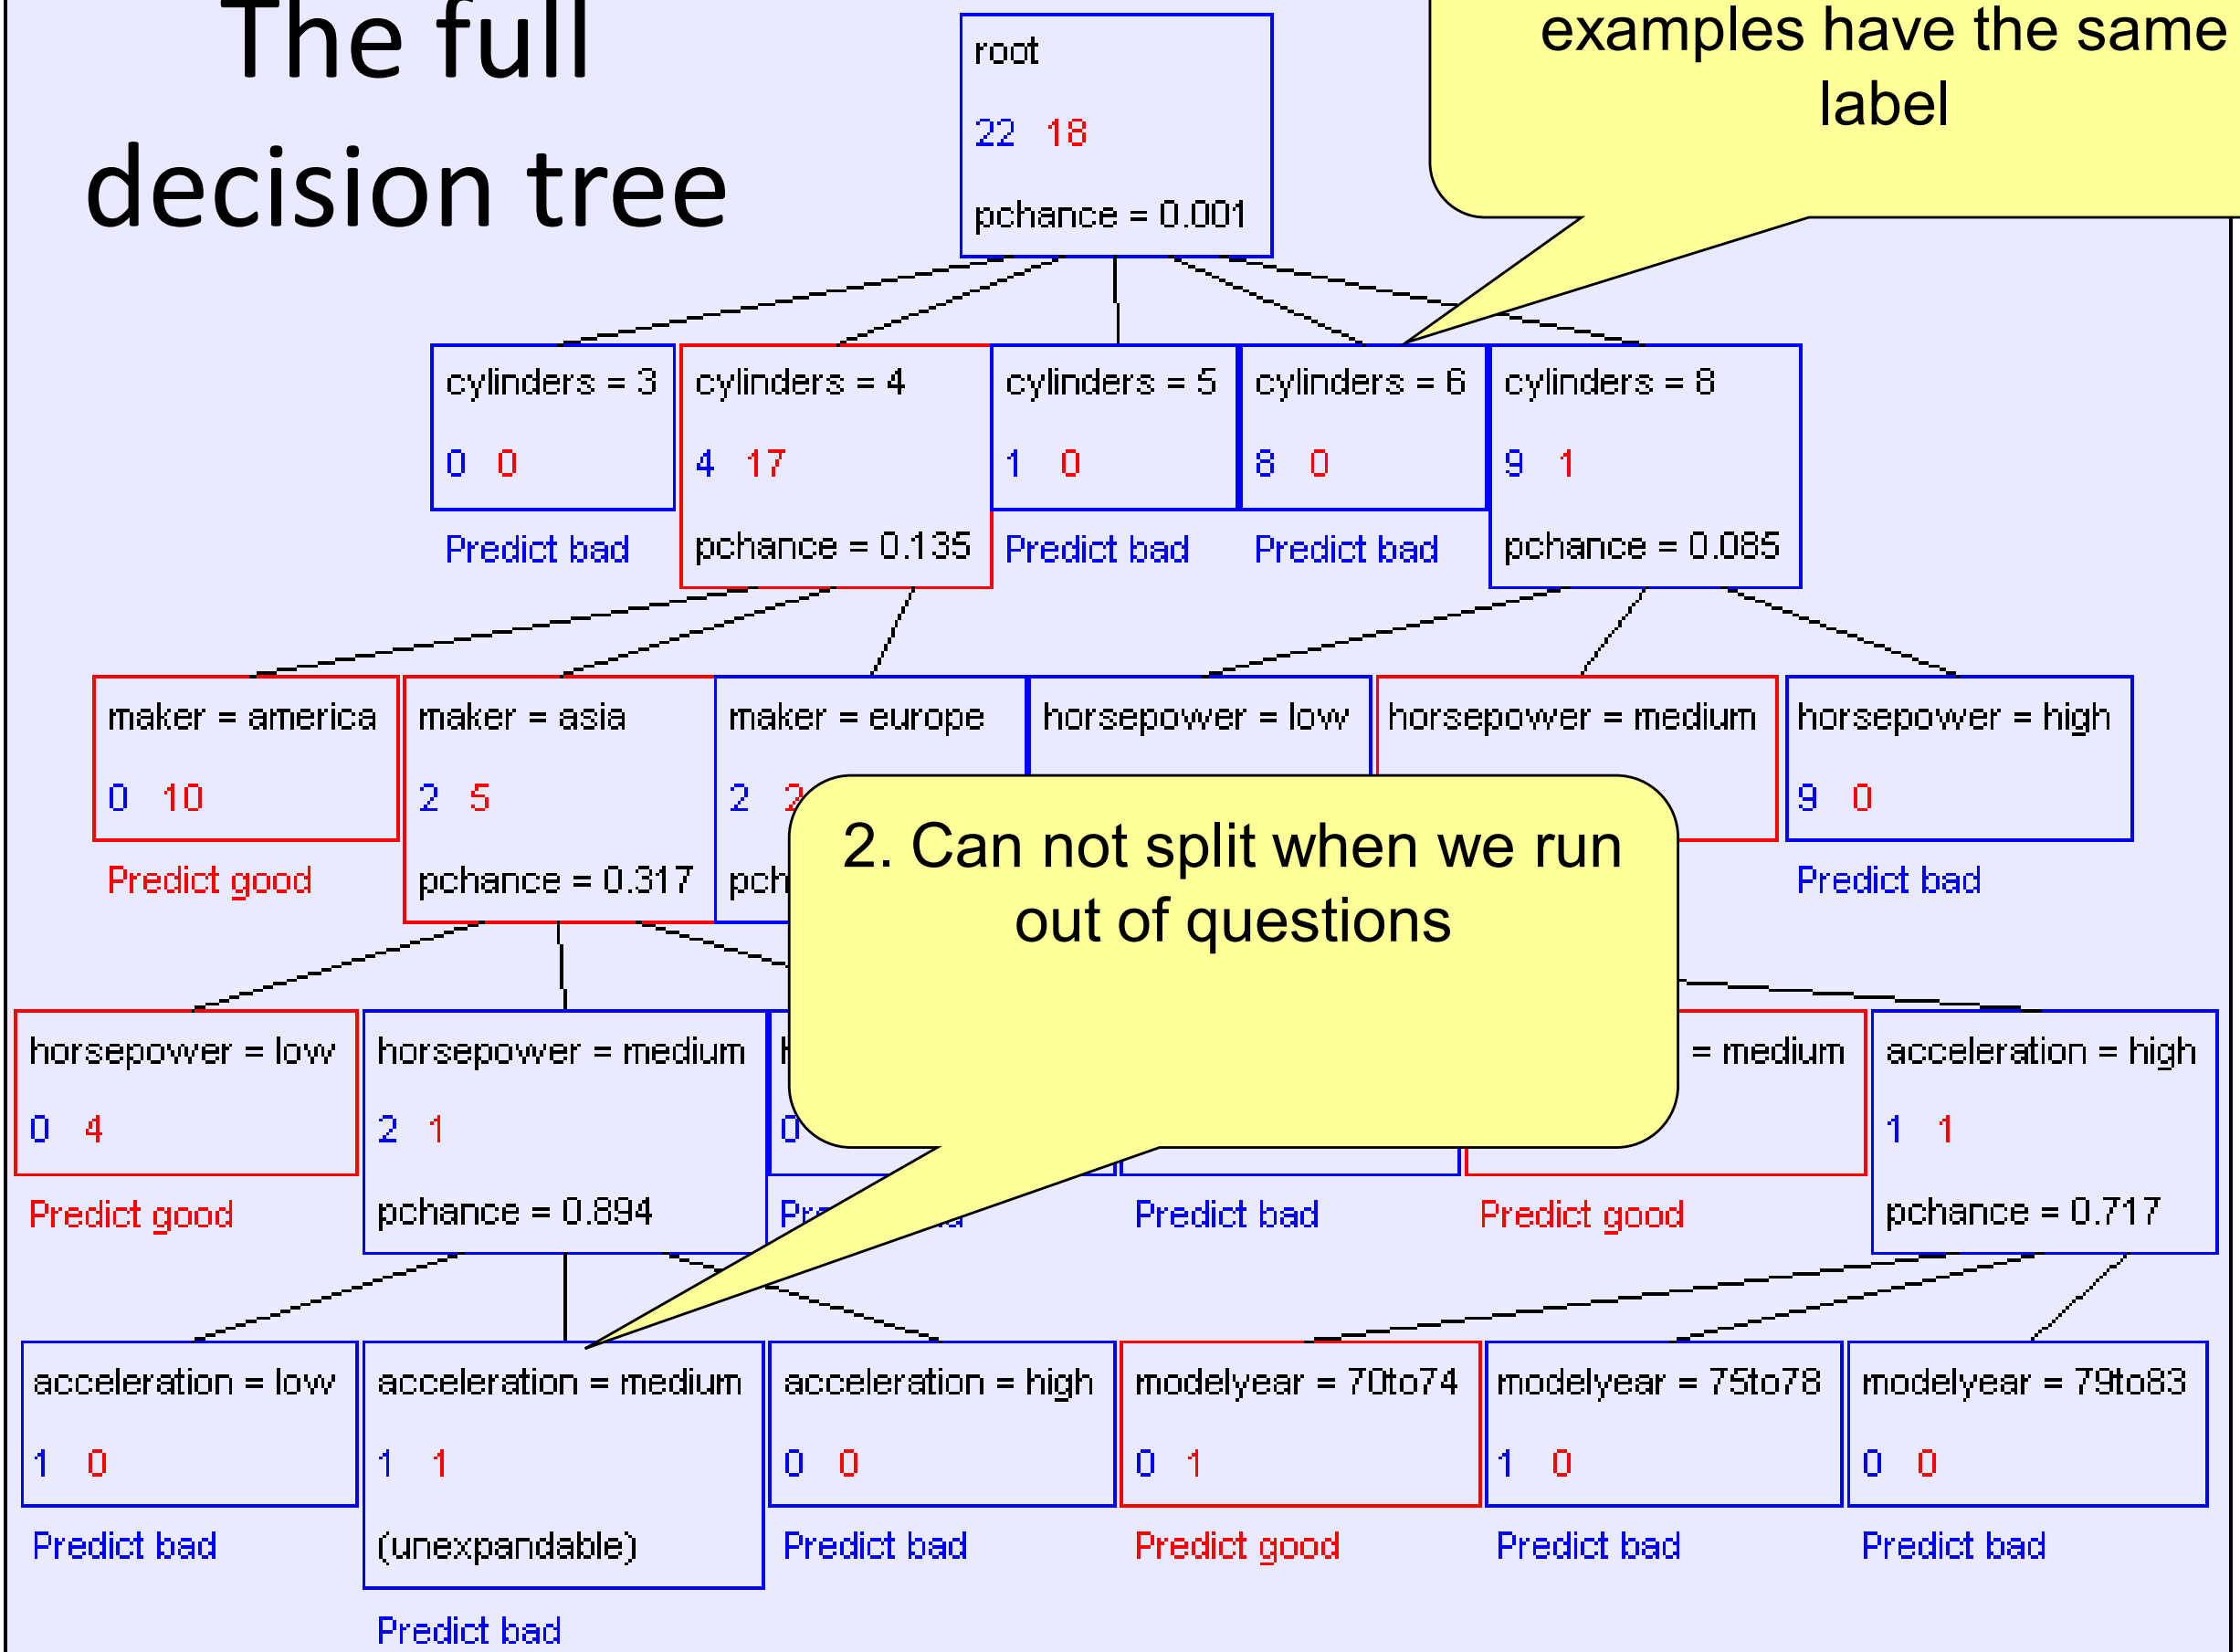 The full
decision tree
examples have the same
label
root
22 18
pchance = 0.001
cylinders = 3
0 0
Predict bad
cylinders = 4
4 17
pchance = 0.135
cylinders = 5
1 0
Predict bad
cylinders = 6
8 0
Predict bad
cylinders = 8
9 1
pchance = 0.085
maker = america
0 10
Predict good
maker = asia
2 5
pchance = 0.317
maker = europe
2 2
horsepower = low
horsepower = medium
horsepower = high
9 0
Predict bad
2. Can not split when we run
out of questions
horsepower = low
0 4
Predict good
horsepower = medium
2 1
pchance = 0.894
0
Predict bad
= medium
Predict good
acceleration = high
1 1
pchance = 0.717
acceleration = low
1 0
Predict bad
acceleration = medium
1 1
(unexpandable)
Predict bad
acceleration = high
0 0
Predict bad
modelyear = 70to74
0 1
Predict good
modelyear = 75to78
1 0
Predict bad
modelyear = 79to83
0 0
Predict bad